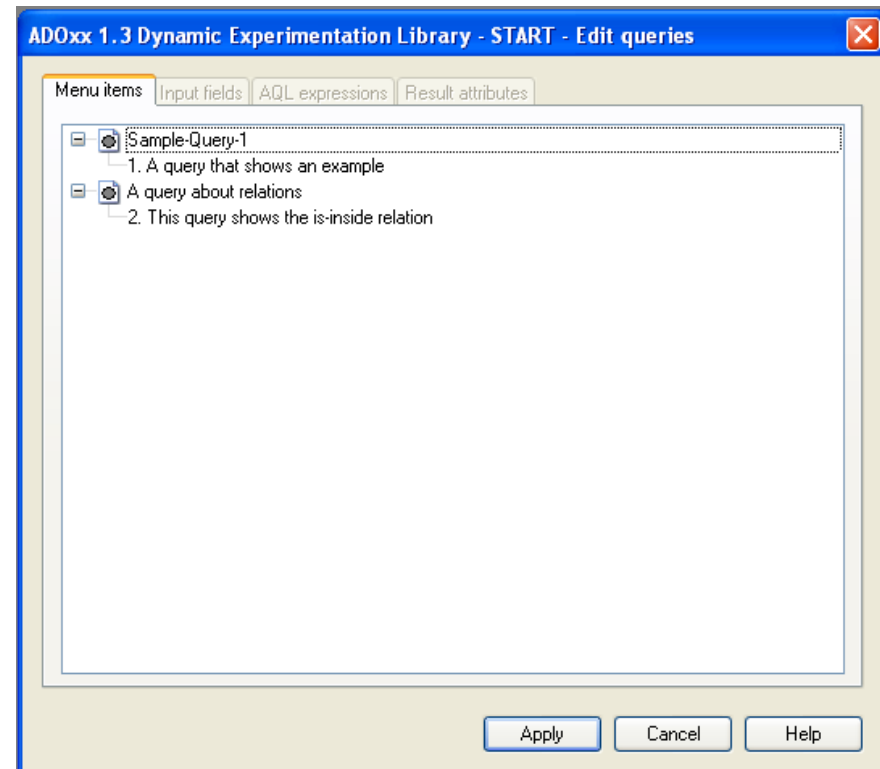 ADOxx 1.3 Dynamic Experimentation Library - START - Edit queries
Menu items Input fields AQL expressions Result attributes
Sample-Query-1
1. A query that shows an example
A query about relations
2. This query shows the is-inside relation
Apply Cancel Help